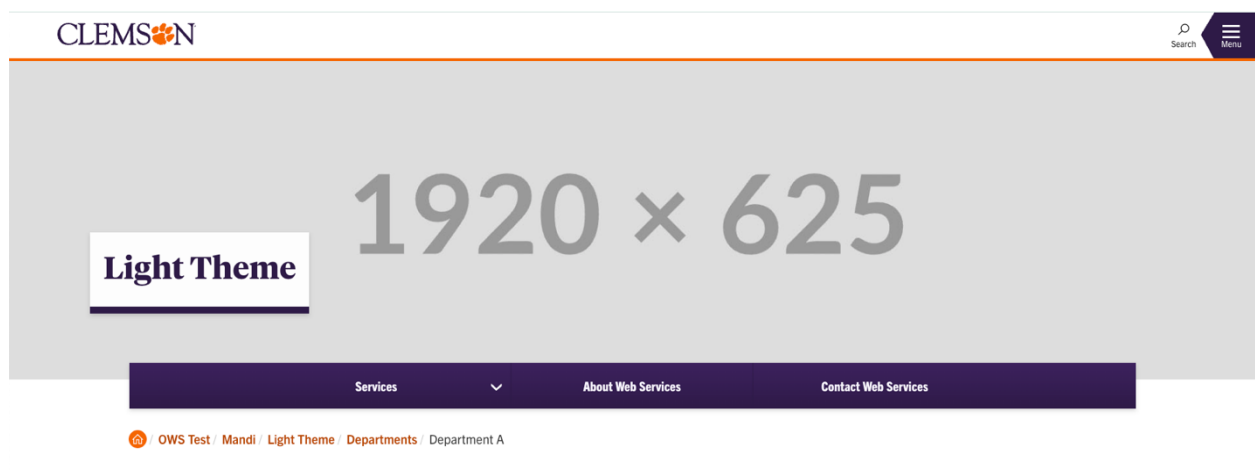 CLEMSON
Search
Menu
1920 × 625
Light Theme
Services
About Web Services
Contact Web Services
/ OWS Test / Mandi / Light Theme / Departments / Department A